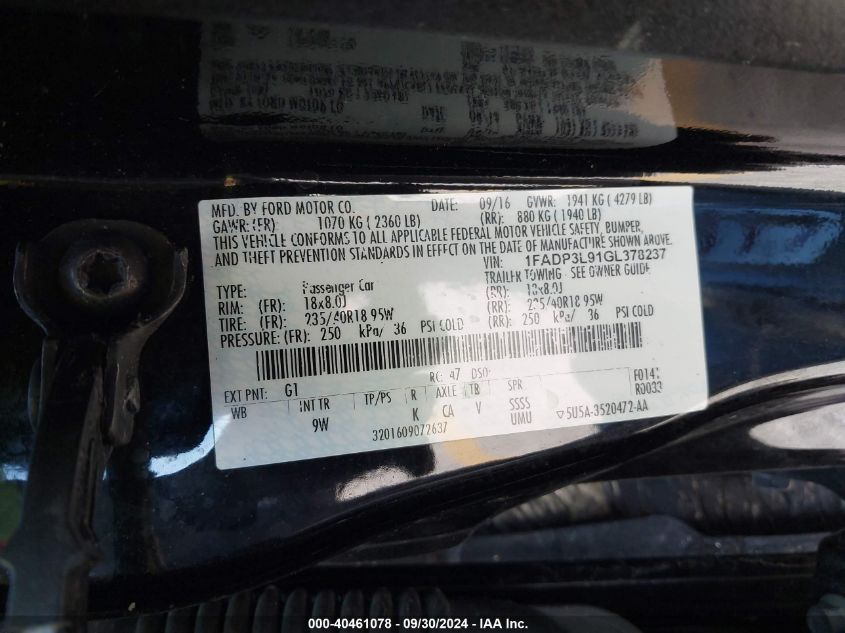 MFD. BY FORD MOTOR CO. DATE: 09/16 GVWR: 1941 KG ( 4279 LB)
GAWR:(FR): 1070 KG ( 2360 LB) (RR): 880 KG ( 1940 LB)
THIS VEHICLE CONFORMS TO ALL APPLICABLE FEDERAL MOTOR VEHICLE SAFETY, BUMPER,
AND THEFT PREVENTION STANDARDS IN EFFECT ON THE DATE OF MANUFACTURE SHOWN ABOVE.
VIN: 1FADP3L91GL378237
TRAILER TOWING - SEE OWNER GUIDE
TYPE: Passenger Car
RIM: (FR): 18x8.0J (RR): 18x8.0J
TIRE: (FR): 235/40R18 95W (RR): 235/40R18 95W
PRESSURE: (FR): 250 kPa/ 36 PSI COLD (RR): 250 kPa/ 36 PSI COLD
EXT PNT: G1 RC: 47 DSO: F0141
R0033
WB INT TR TP/PS R AXLE TB SPR
9W K CA V SSSS
UMU
3201609072637 ▽5U5A-3520472-AA
000-40461078 - 09/30/2024 - IAA Inc.